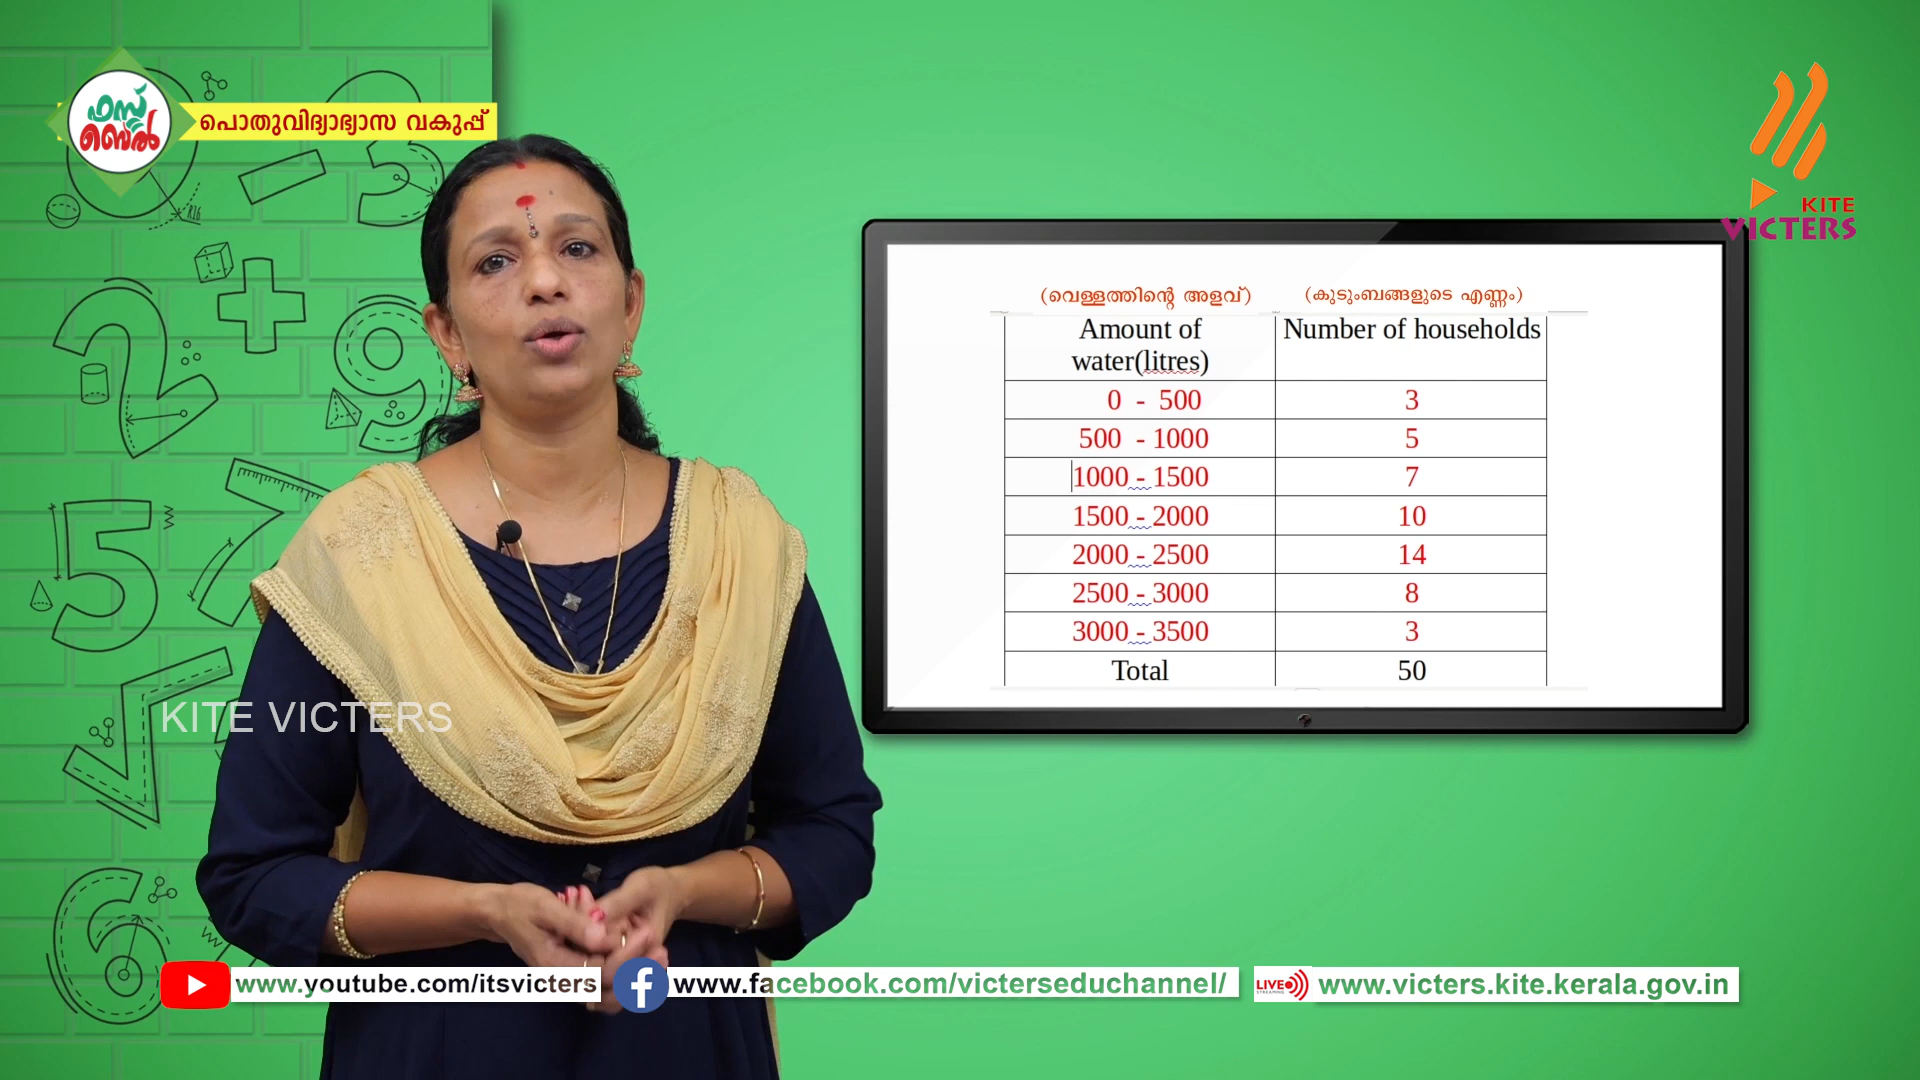 ഫസ്റ്റ്
ബെൽ
പൊതുവിദ്യാഭ്യാസ വകുപ്പ്
KITE
VICTERS
(വെള്ളത്തിന്റെ അളവ്) (കുടുംബങ്ങളുടെ എണ്ണം)
Amount of water(litres) Number of households
0 - 500 3
500 - 1000 5
1000 - 1500 7
1500 - 2000 10
2000 - 2500 14
2500 - 3000 8
3000 - 3500 3
Total 50
KITE VICTERS
www.youtube.com/itsvicters
www.facebook.com/victerseduchannel/
LIVE
www.victers.kite.kerala.gov.in